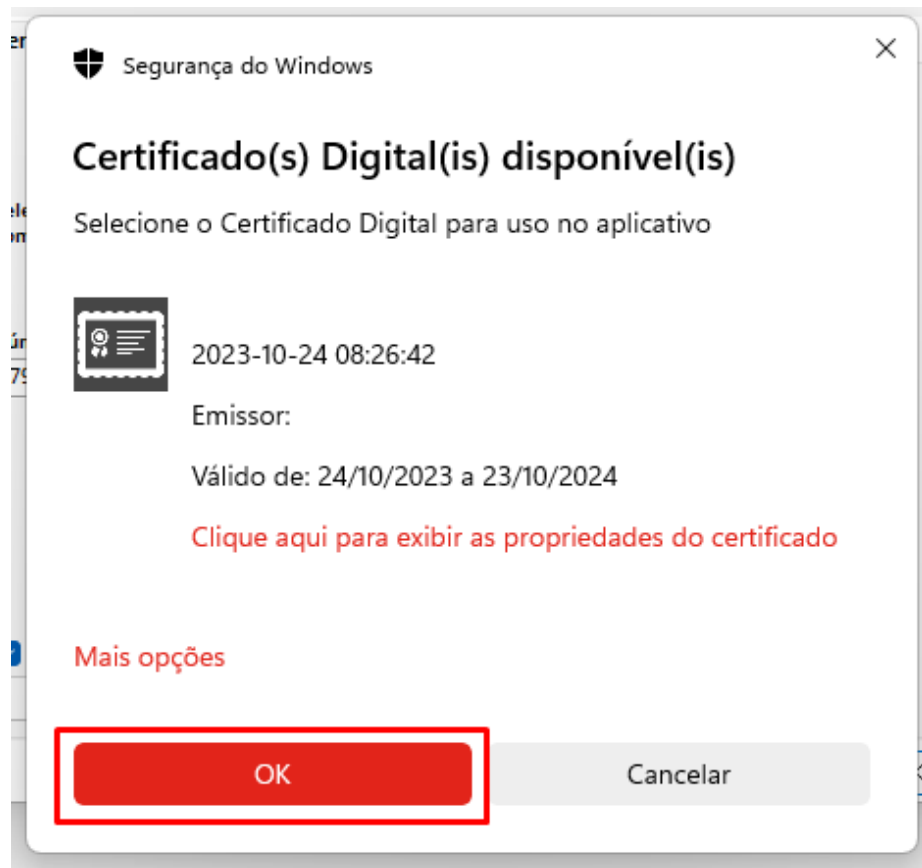 Segurança do Windows
Certificado(s) Digital(is) disponível(is)
Selecione o Certificado Digital para uso no aplicativo
2023-10-24 08:26:42
Emissor:
Válido de: 24/10/2023 a 23/10/2024
Clique aqui para exibir as propriedades do certificado
Mais opções
OK Cancelar